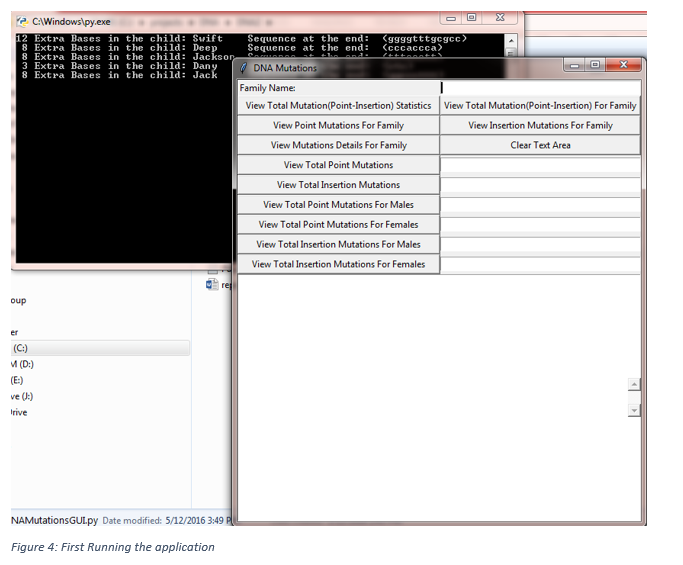 C:\Windows\py.exe
12 Extra Bases in the child: Swift Sequence at the end: (ggggtttgcgcc)
8 Extra Bases in the child: Deep Sequence at the end: (cccaccca)
8 Extra Bases in the child: Jackson Sequence at the end:
3 Extra Bases in the child: Dany
8 Extra Bases in the child: Jack
DNA Mutations
Family Name:
View Total Mutation(Point-Insertion) Statistics View Total Mutation(Point-Insertion) For Family
View Point Mutations For Family View Insertion Mutations For Family
View Mutations Details For Family Clear Text Area
View Total Point Mutations
View Total Insertion Mutations
View Total Point Mutations For Males
View Total Point Mutations For Females
View Total Insertion Mutations For Males
View Total Insertion Mutations For Females
rep
oup
er
(C:)
M (D:)
(E:)
ve (J:)
Drive
NAMutationsGUI.py Date modified: 5/12/2016 3:49 P
Figure 4: First Running the application